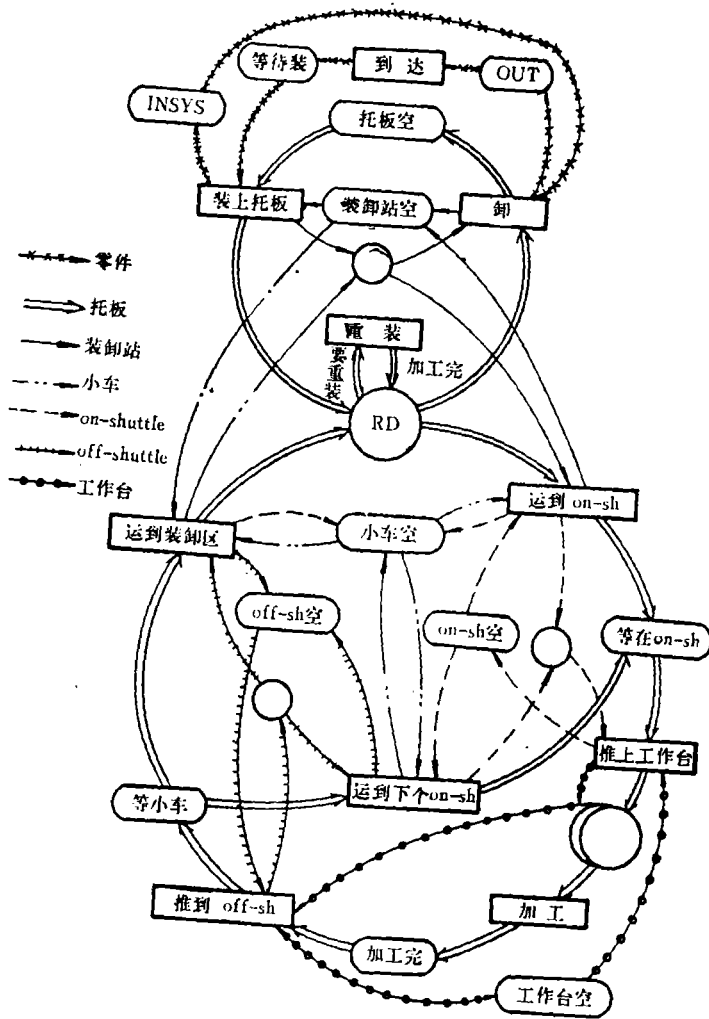 等待装
到达
OUT
INSYS
托板空
装上托板
装卸站空
卸
零件
托板
重装
装卸站
要重装
加工完
小车
RD
on-shuttle
off-shuttle
工作台
运到on-sh
运到装卸区
小车空
off-sh空
on-sh空
等在on-sh
推上工作台
等小车
运到下个on-sh
推到 off-sh
加工
加工完
工作台空